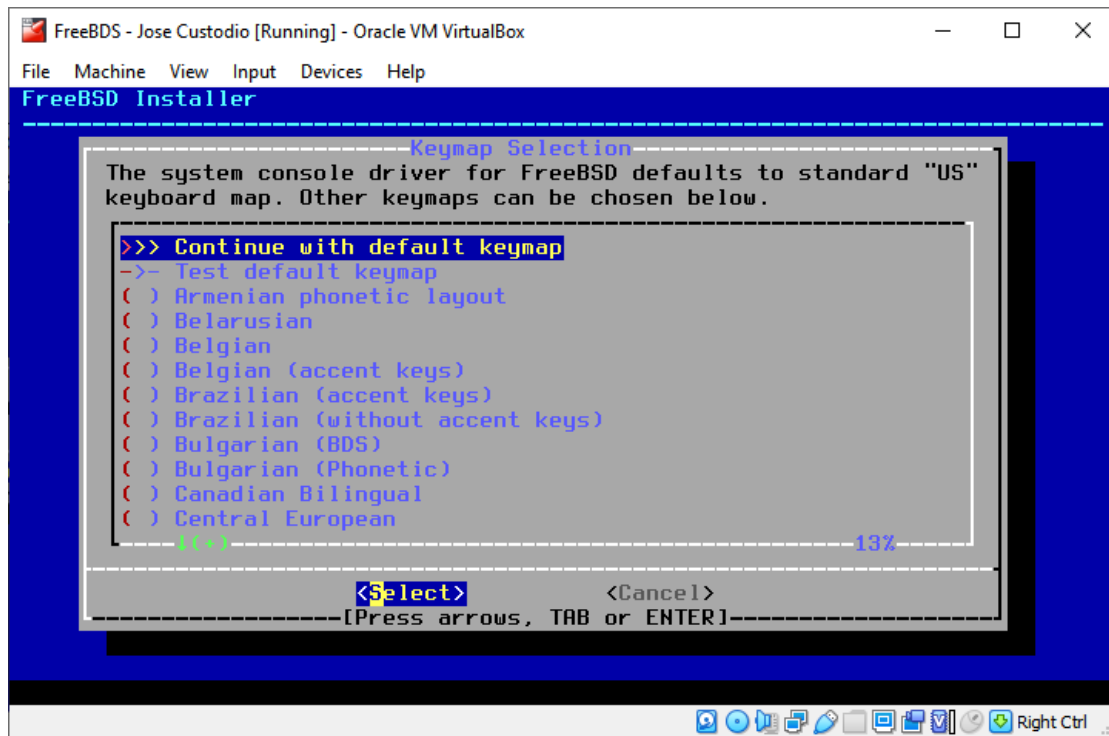 FreeBDS - Jose Custodio [Running] - Oracle VM VirtualBox
File Machine View Input Devices Help
FreeBSD Installer
Keymap Selection
The system console driver for FreeBSD defaults to standard "US"
keyboard map. Other keymaps can be chosen below.
>>> Continue with default keymap
->- Test default keymap
( ) Armenian phonetic layout
( ) Belarusian
( ) Belgian
( ) Belgian (accent keys)
( ) Brazilian (accent keys)
( ) Brazilian (without accent keys)
( ) Bulgarian (BDS)
( ) Bulgarian (Phonetic)
( ) Canadian Bilingual
( ) Central European
↓(+) 13%
<Select> <Cancel>
[Press arrows, TAB or ENTER]
Right Ctrl